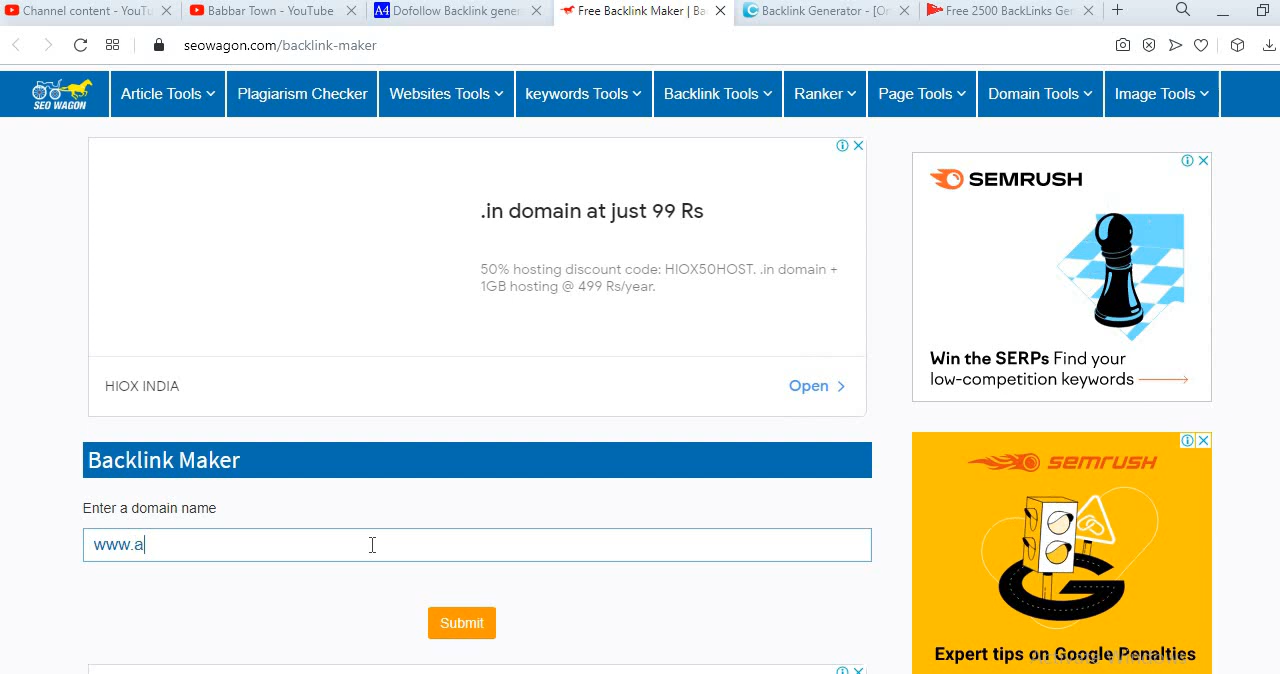 Channel content - YouTu
Babbar Town - YouTube
A4 Dofollow Backlink gener
Free Backlink Maker | Ba
Backlink Generator - [On
Free 2500 BackLinks Ger
seowagon.com/backlink-maker
SEO WAGON
Article Tools
Plagiarism Checker
Websites Tools
keywords Tools
Backlink Tools
Ranker
Page Tools
Domain Tools
Image Tools
.in domain at just 99 Rs
50% hosting discount code: HIOX50HOST. .in domain +
1GB hosting @ 499 Rs/year.
HIOX INDIA
Open
SEMRUSH
Win the SERPs Find your
low-competition keywords
Backlink Maker
Enter a domain name
www.a
Submit
semrush
Expert tips on Google Penalties